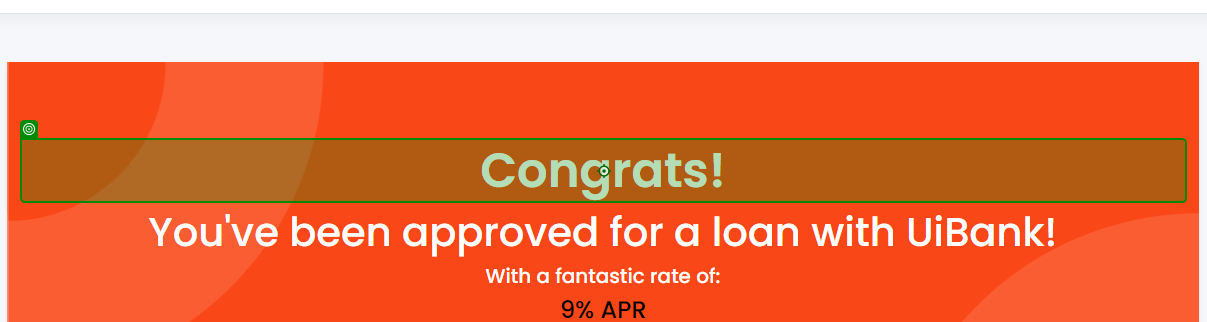 Congrats!
You've been approved for a loan with UiBank!
With a fantastic rate of:
9% APR